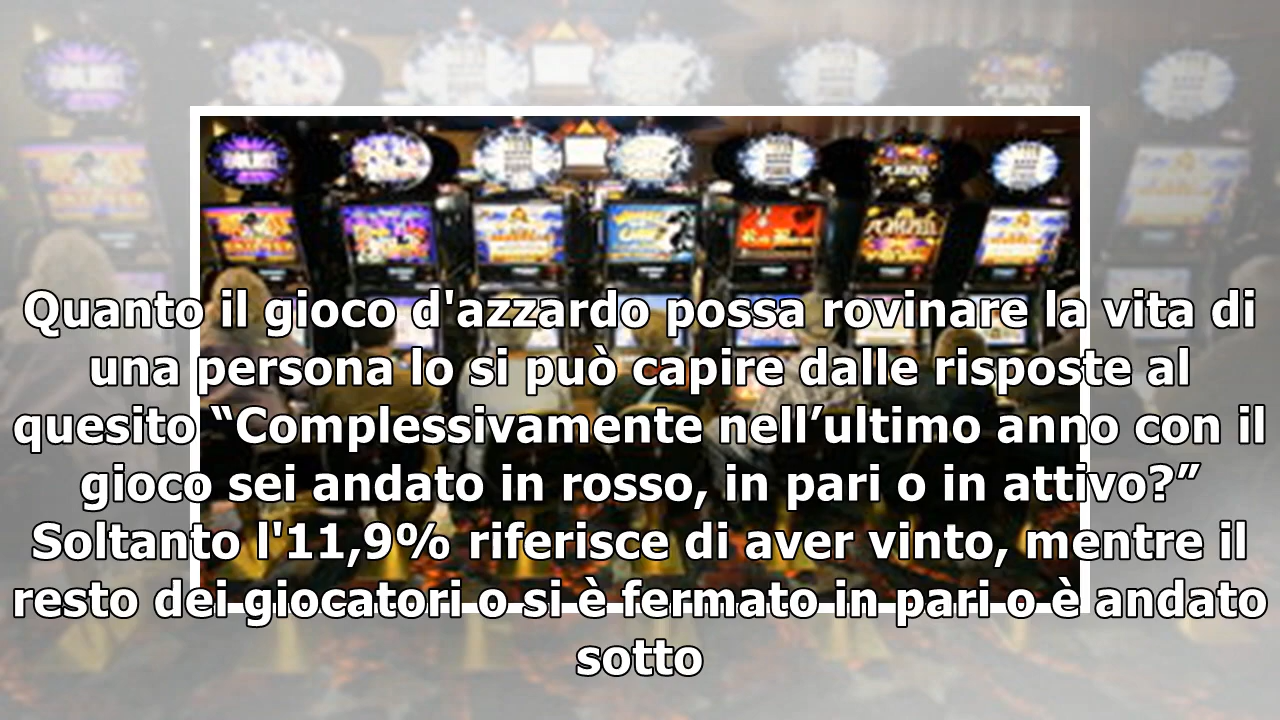 POMPEII
Quanto il gioco d'azzardo possa rovinare la vita di
una persona lo si può capire dalle risposte al
quesito “Complessivamente nell’ultimo anno con il
gioco sei andato in rosso, in pari o in attivo?”
Soltanto l'11,9% riferisce di aver vinto, mentre il
resto dei giocatori o si è fermato in pari o è andato
sotto